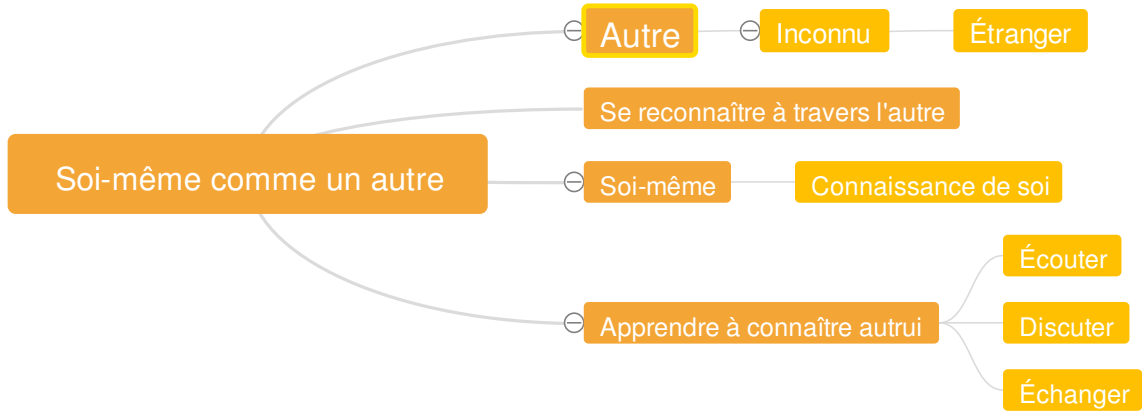 Autre
Inconnu
Étranger
Se reconnaître à travers l'autre
Soi-même comme un autre
Soi-même
Connaissance de soi
Apprendre à connaître autrui
Écouter
Discuter
Échanger